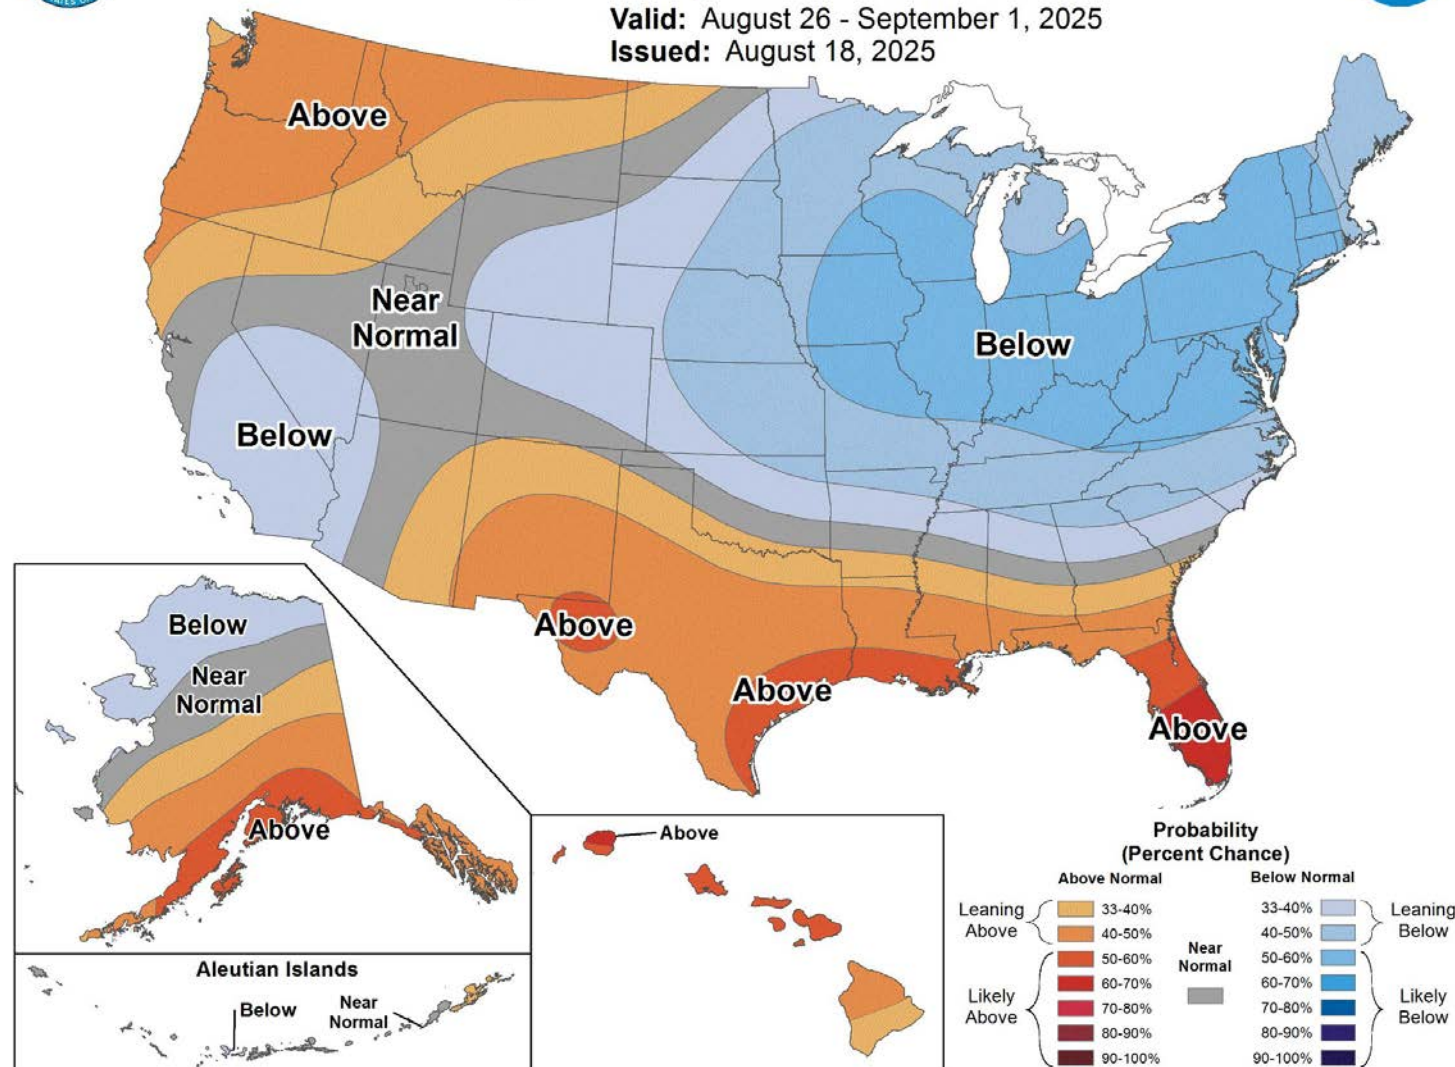 Valid: August 26 - September 1, 2025
Issued: August 18, 2025
Above
Near
Normal
Below
Below
Above
Above
Above
Below
Near
Normal
Above
Aleutian Islands
Below
Near
Normal
Above
Probability
(Percent Chance)
Above Normal
Below Normal
Leaning
Above
33-40%
40-50%
Likely
Above
50-60%
60-70%
70-80%
80-90%
90-100%
Near
Normal
33-40%
40-50%
50-60%
60-70%
70-80%
80-90%
90-100%
Leaning
Below
Likely
Below